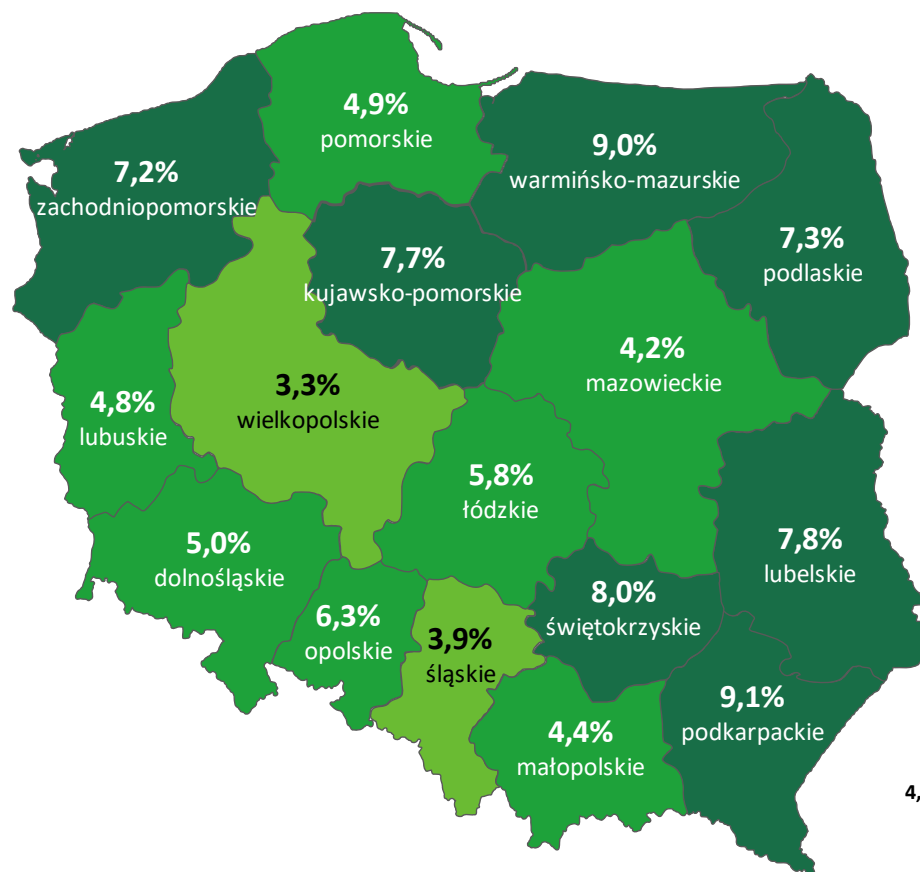 4,9%
pomorskie
9,0%
warmińsko-mazurskie
7,2%
zachodniopomorskie
7,3%
podlaskie
7,7%
kujawsko-pomorskie
4,2%
mazowieckie
3,3%
wielkopolskie
4,8%
lubuskie
5,8%
łódzkie
5,0%
dolnośląskie
7,8%
lubelskie
8,0%
świętokrzyskie
6,3%
opolskie
3,9%
śląskie
9,1%
podkarpackie
4,4%
małopolskie
4,